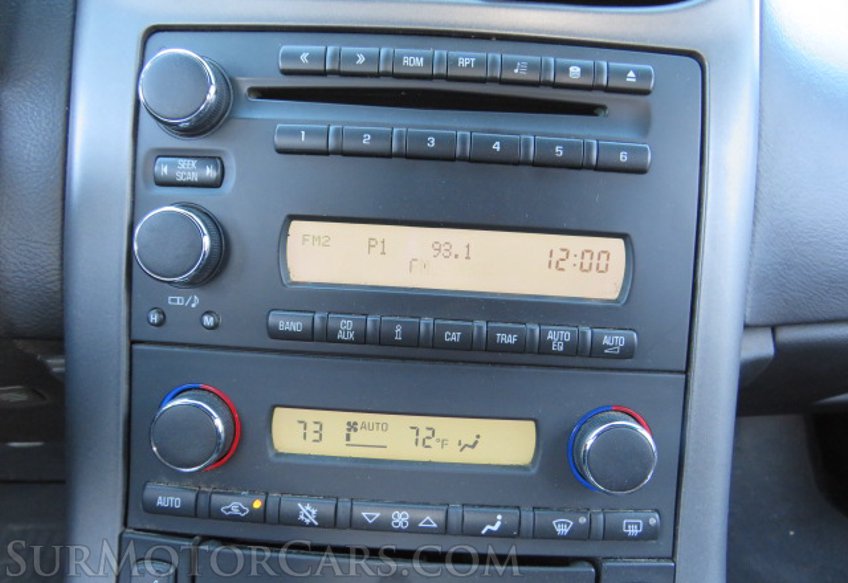 « » RDM RPT
1 2 3 4 5 6
SEEK
SCAN
FM2 P1 93.1 12:00
H M
BAND CD AUX i CAT TRAF AUTO EQ AUTO
73 AUTO 72°F
AUTO
SURMOTORCARS.COM